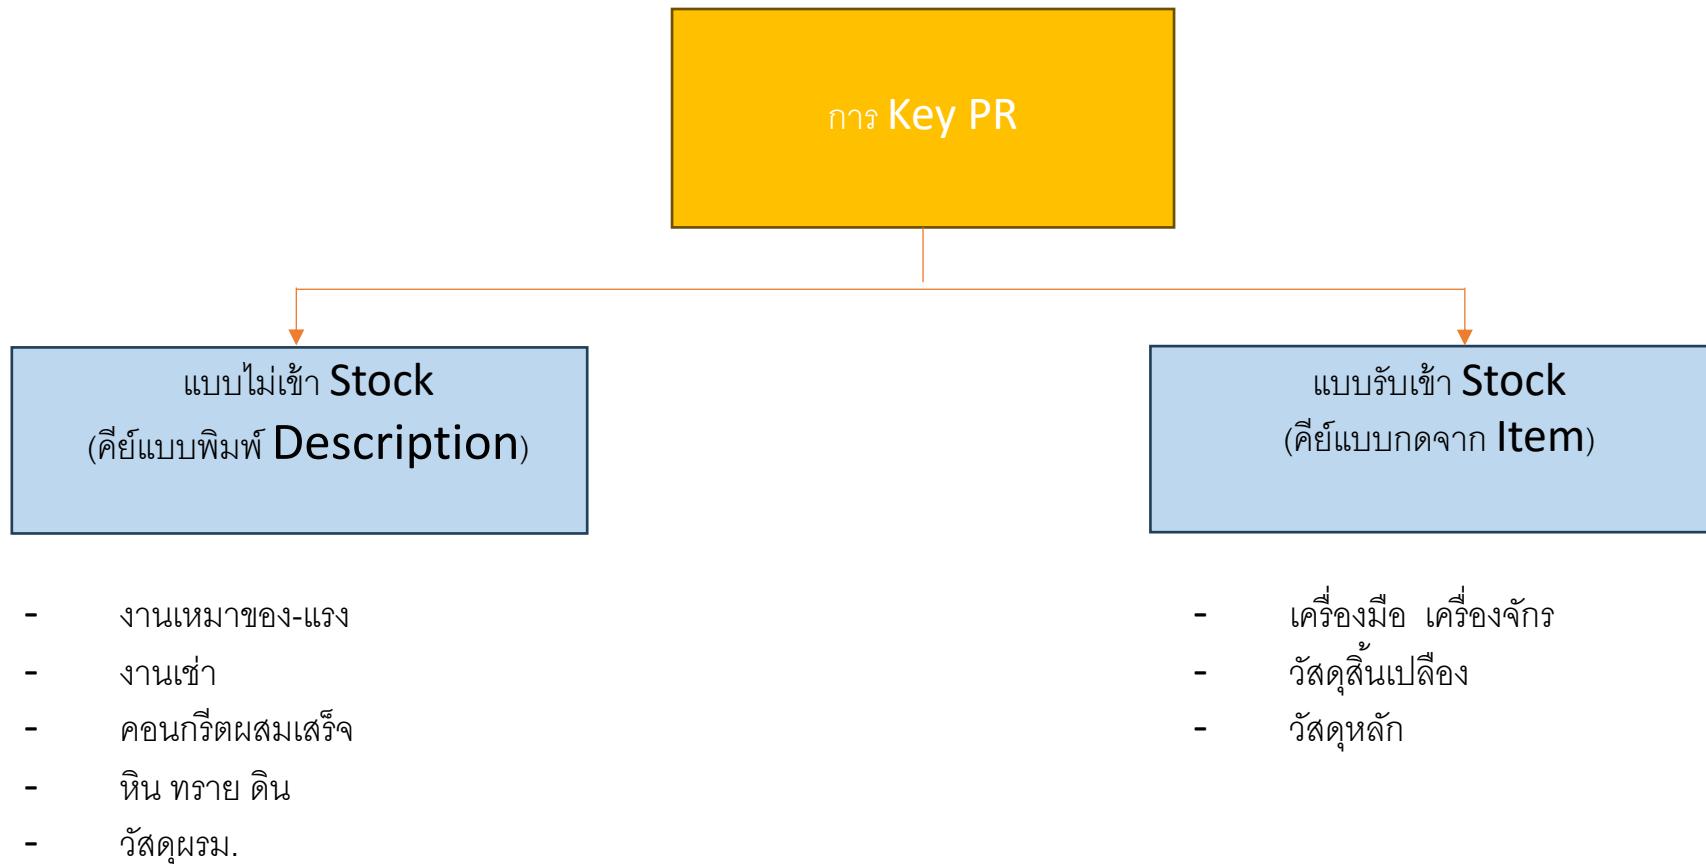 การ Key PR
แบบไม่เข้า Stock
(คีย์แบบพิมพ์ Description)
- งานเหมาของ-แรง
- งานเช่า
- คอนกรีตผสมเสร็จ
- หิน ทราย ดิน
- วัสดุผรม.
แบบรับเข้า Stock
(คีย์แบบกดจาก Item)
- เครื่องมือ เครื่องจักร
- วัสดุสิ้นเปลือง
- วัสดุหลัก